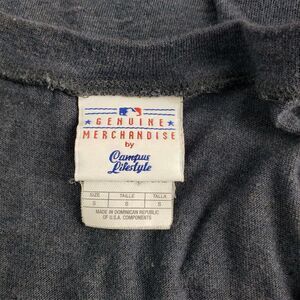 GENUINE
MERCHANDISE
by
Campus
Lifestyle
SIZE TAILLE TALLA
S S S
MADE IN DOMINICAN REPUBLIC
OF U.S.A. COMPONENTS